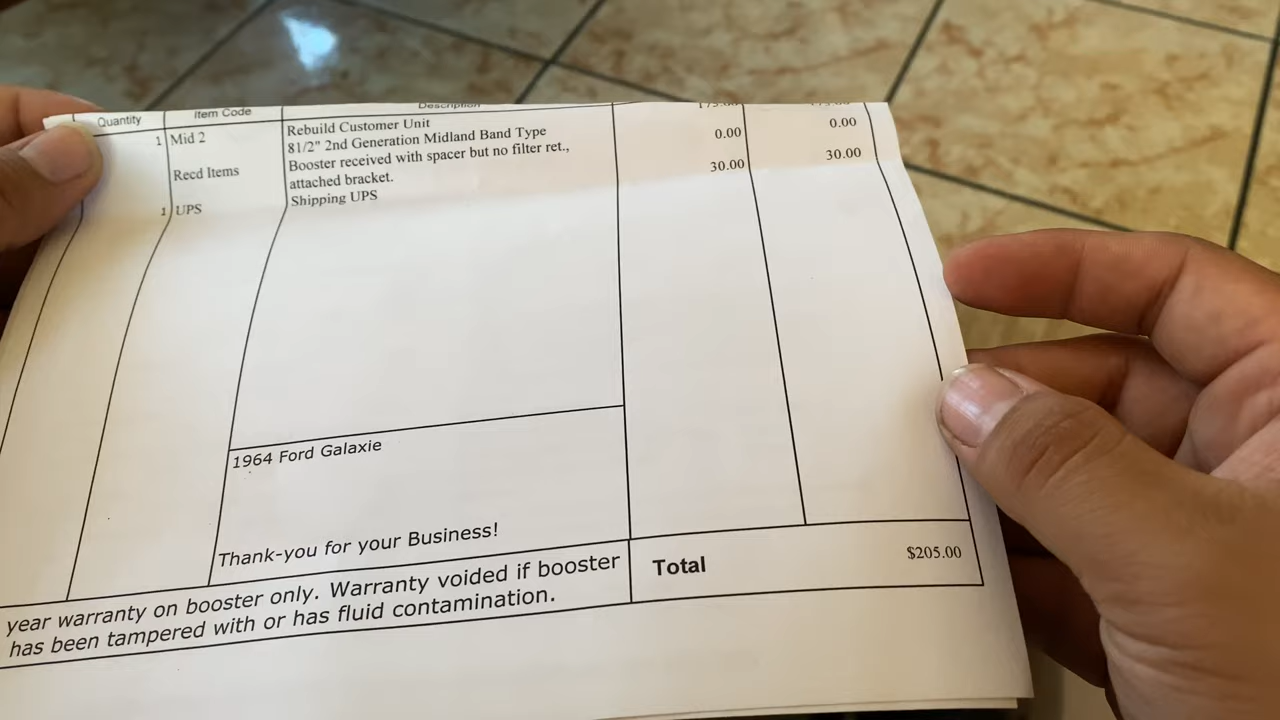 Quantity Item Code Description
1 Mid 2 Rebuild Customer Unit 175.00
81/2" 2nd Generation Midland Band Type
Recd Items Booster received with spacer but no filter ret., 0.00 0.00
attached bracket.
1 UPS Shipping UPS 30.00 30.00
1964 Ford Galaxie
Thank-you for your Business!
year warranty on booster only. Warranty voided if booster
has been tampered with or has fluid contamination.
Total $205.00